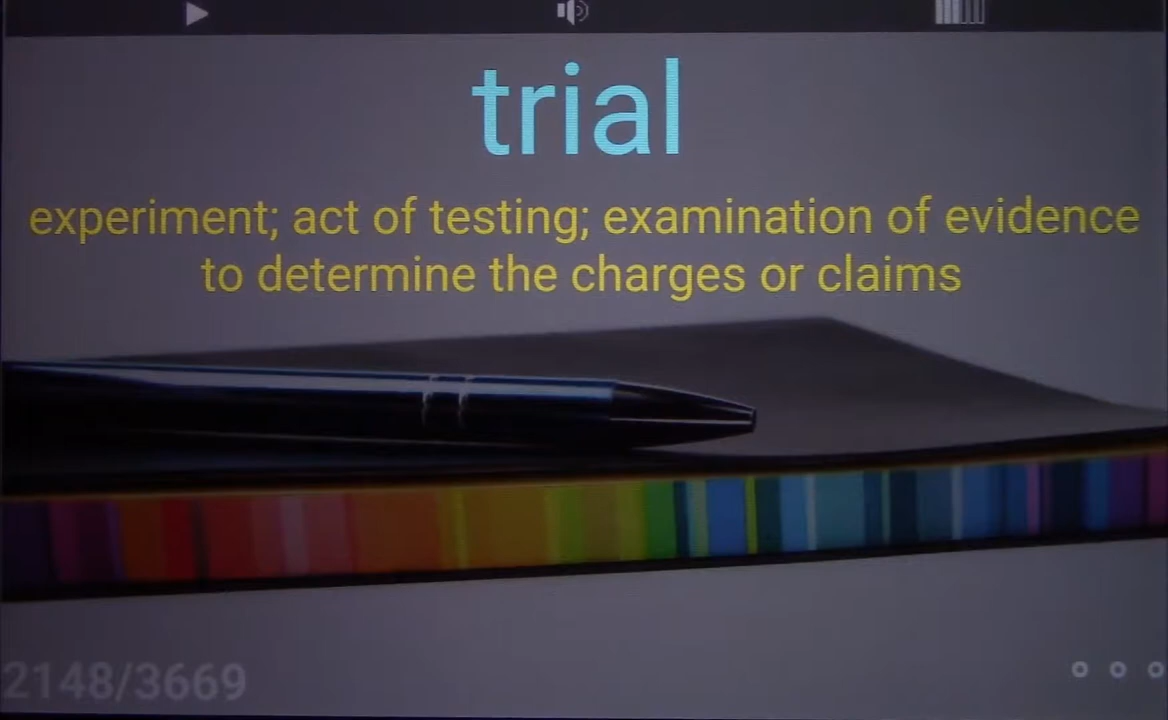 trial
experiment; act of testing; examination of evidence
to determine the charges or claims
2148/3669